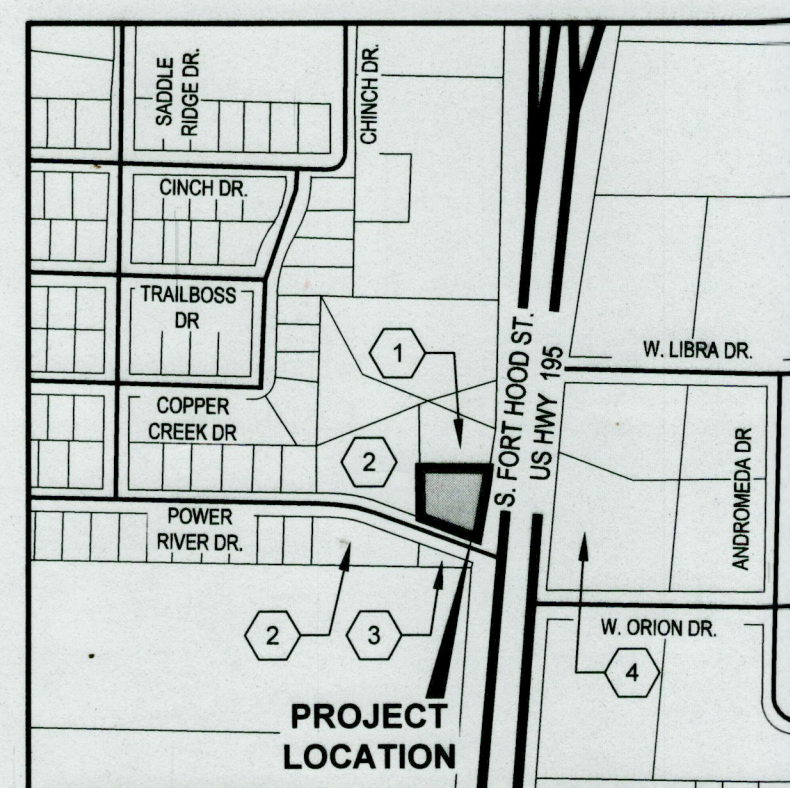 SADDLE
RIDGE DR.
CHINCH DR.
CINCH DR.
TRAILBOSS
DR
1
S. FORT HOOD ST.
US HWY 195
W. LIBRA DR.
COPPER
CREEK DR
2
ANDROMEDA DR
POWER
RIVER DR.
2
3
W. ORION DR.
4
PROJECT
LOCATION